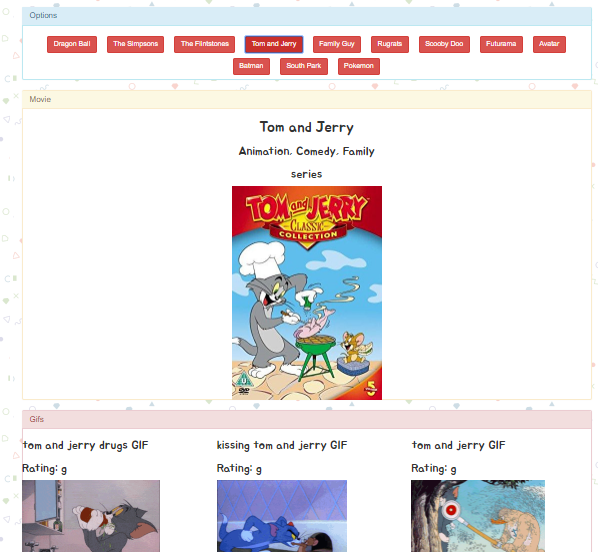 Options
Dragon Ball The Simpsons The Flintstones Tom and Jerry Family Guy Rugrats Scooby Doo Futurama Avatar
Batman South Park Pokemon
Movie
Tom and Jerry
Animation, Comedy, Family
series
TOM and JERRY
CLASSIC
COLLECTION
U
DVD
5
Gifs
tom and jerry drugs GIF kissing tom and jerry GIF tom and jerry GIF
Rating: g Rating: g Rating: g